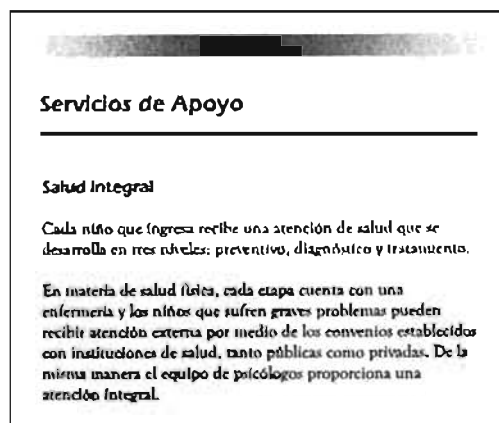 Servicios de Apoyo
Salud Integral
Cada niño que ingresa recibe una atención de salud que se
desarrolla en tres niveles: preventivo, diagnóstico y tratamiento.
En materia de salud física, cada etapa cuenta con una
enfermería y los niños que sufren graves problemas pueden
recibir atención externa por medio de los convenios establecidos
con instituciones de salud, tanto públicas como privadas. De la
misma manera el equipo de psicólogos proporciona una
atención integral.